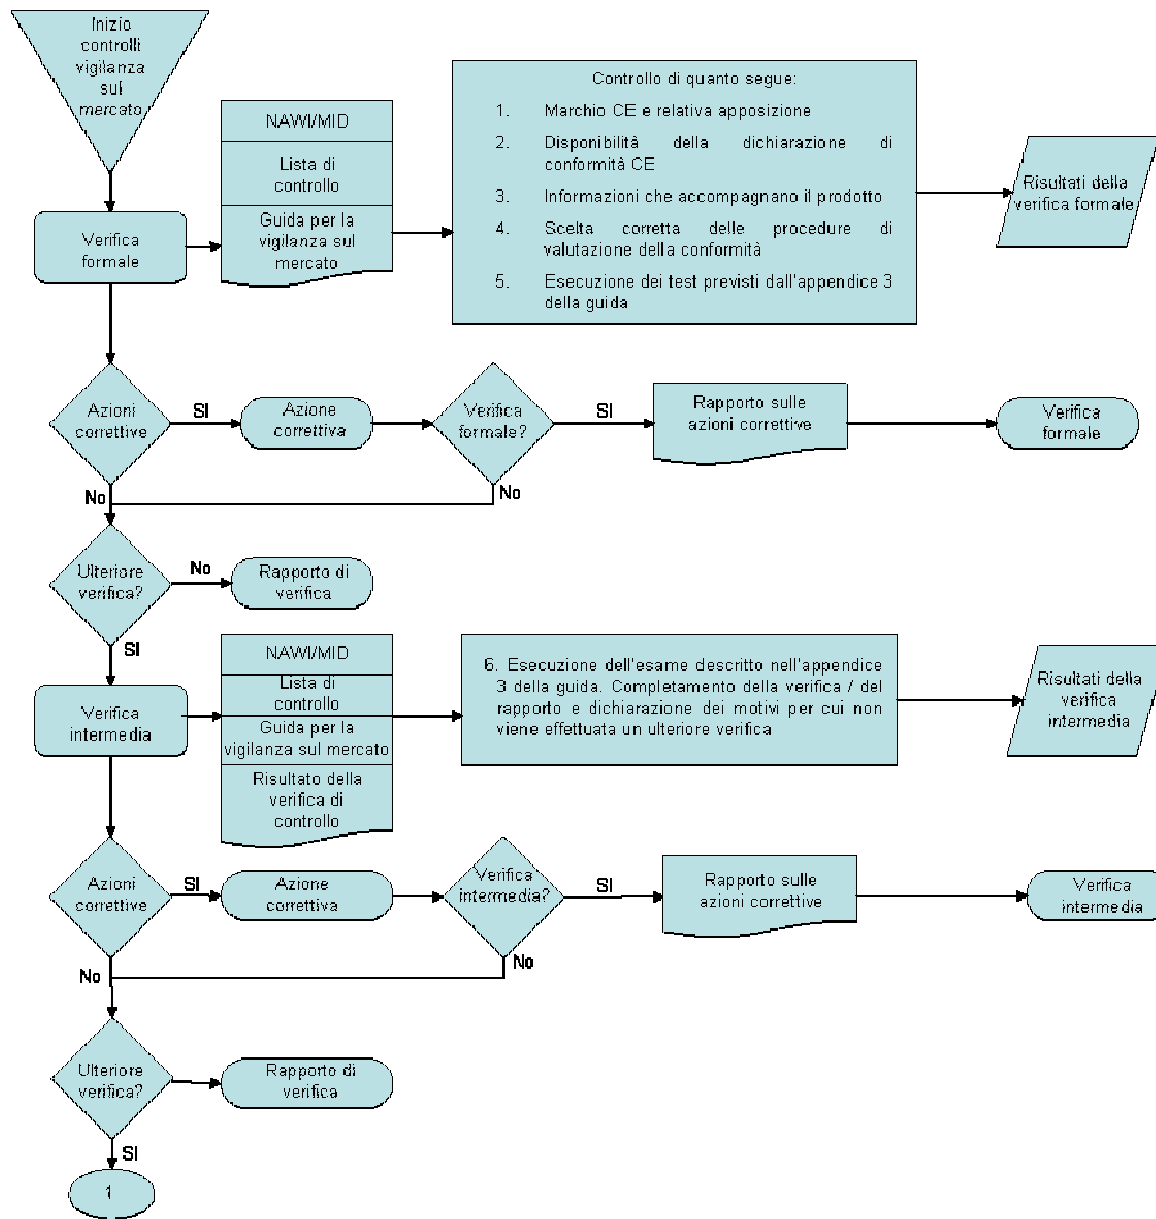 Inizio
controlli
vigilanza
sul
mercato
NAWI/MID
Lista di
controllo
Guida per la
vigilanza sul
mercato
Controllo di quanto segue:
1. Marchio CE e relativa apposizione
2. Disponibilità della dichiarazione di
conformità CE
3. Informazioni che accompagnano il prodotto
4. Scelta corretta delle procedure di
valutazione della conformità
5. Esecuzione dei test previsti dall'appendice 3
della guida
Risultati della
verifica formale
Verifica
formale
Azioni
correttive
SI
Azione
correttiva
Verifica
formale?
SI
Rapporto sulle
azioni correttive
Verifica
formale
No
No
Ulteriore
verifica?
No
Rapporto di
verifica
SI
Verifica
intermedia
NAWI/MID
Lista di
controllo
Guida per la
vigilanza sul mercato
Risultato della
verifica di
controllo
6. Esecuzione dell'esame descritto nell'appendice
3 della guida. Completamento della verifica / del
rapporto e dichiarazione dei motivi per cui non
viene effettuata un ulteriore verifica
Risultati della
verifica
intermedia
Azioni
correttive
SI
Azione
correttiva
Verifica
intermedia?
SI
Rapporto sulle
azioni correttive
Verifica
intermedia
No
No
Ulteriore
verifica?
Rapporto di
verifica
SI
1